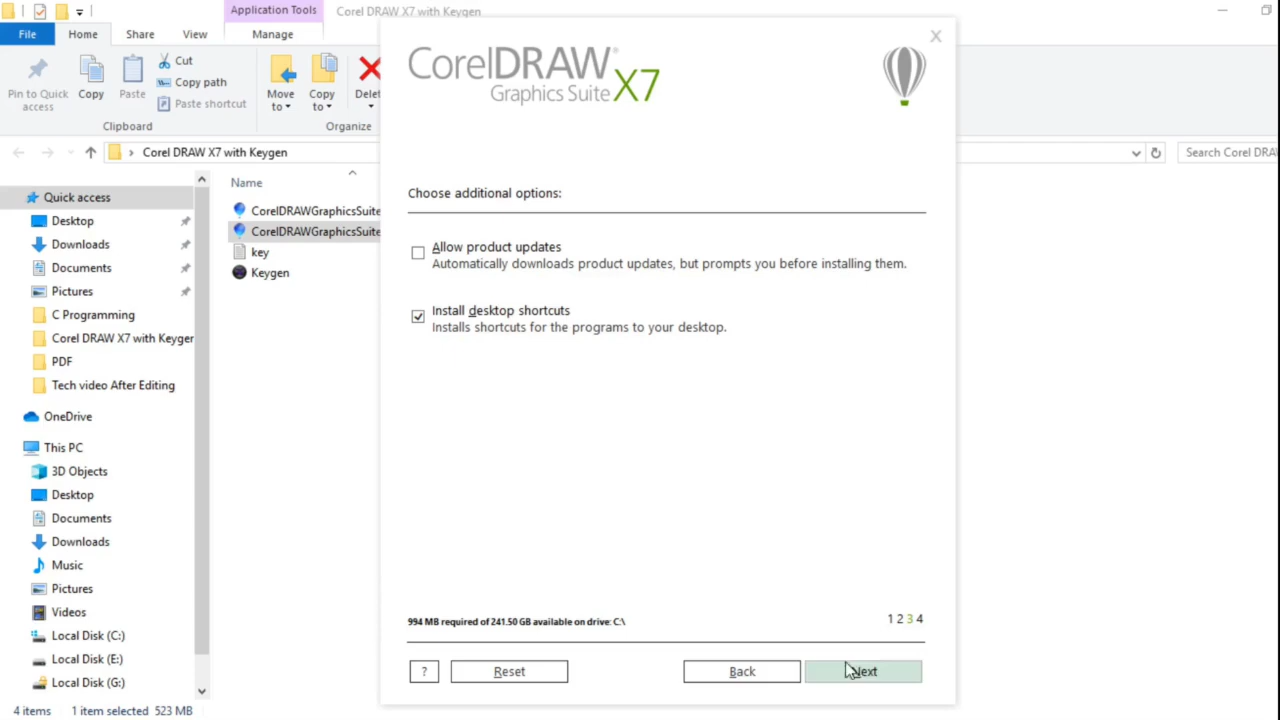 Application Tools
Corel DRAW X7 with Keygen
File
Home
Share
View
Manage
Pin to Quick
access
Copy
Paste
Cut
Copy path
Paste shortcut
Clipboard
Move
to
Copy
to
Delet
Organize
Corel DRAW X7 with Keygen
Search Corel DRA
Quick access
Desktop
Downloads
Documents
Pictures
C Programming
Corel DRAW X7 with Keyger
PDF
Tech video After Editing
OneDrive
This PC
3D Objects
Desktop
Documents
Downloads
Music
Pictures
Videos
Local Disk (C:)
Local Disk (E:)
Local Disk (G:)
Name
CorelDRAWGraphicsSuite
CorelDRAWGraphicsSuite
key
Keygen
4 items
1 item selected 523 MB
CorelDRAW®
Graphics Suite X7
X
Choose additional options:
Allow product updates
Automatically downloads product updates, but prompts you before installing them.
Install desktop shortcuts
Installs shortcuts for the programs to your desktop.
994 MB required of 241.50 GB available on drive: C:\
1 2 3 4
?
Reset
Back
Next